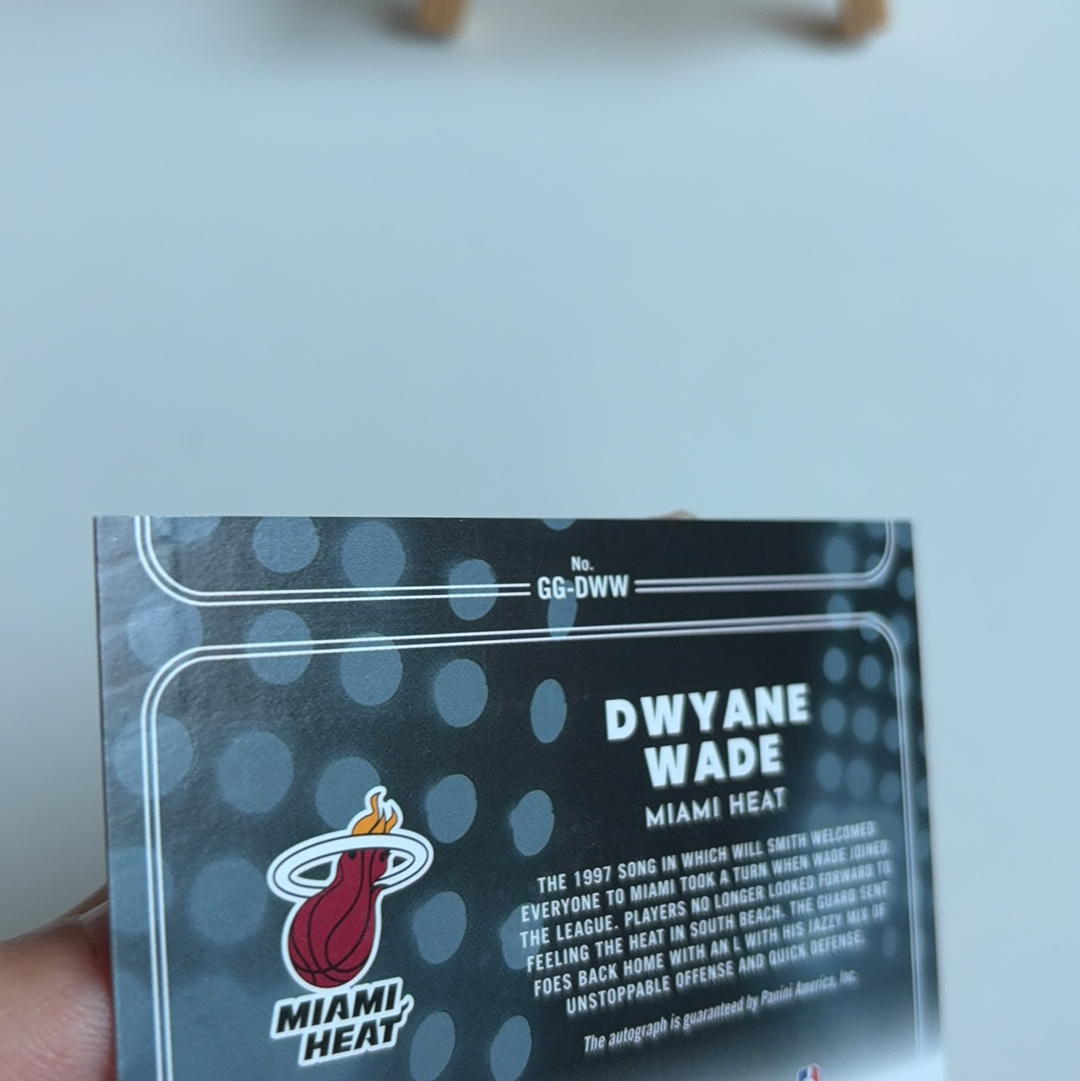 No.
GG-DWW
DWYANE
WADE
MIAMI HEAT
THE 1997 SONG IN WHICH WILL SMITH WELCOMED
EVERYONE TO MIAMI TOOK A TURN WHEN WADE JOINED
THE LEAGUE. PLAYERS NO LONGER LOOKED FORWARD TO
FEELING THE HEAT IN SOUTH BEACH. THE GUARD SENT
FOES BACK HOME WITH AN L WITH HIS JAZZY MIX OF
UNSTOPPABLE OFFENSE AND QUICK DEFENSE.
The autograph is guaranteed by Panini America, Inc.
MIAMI
HEAT